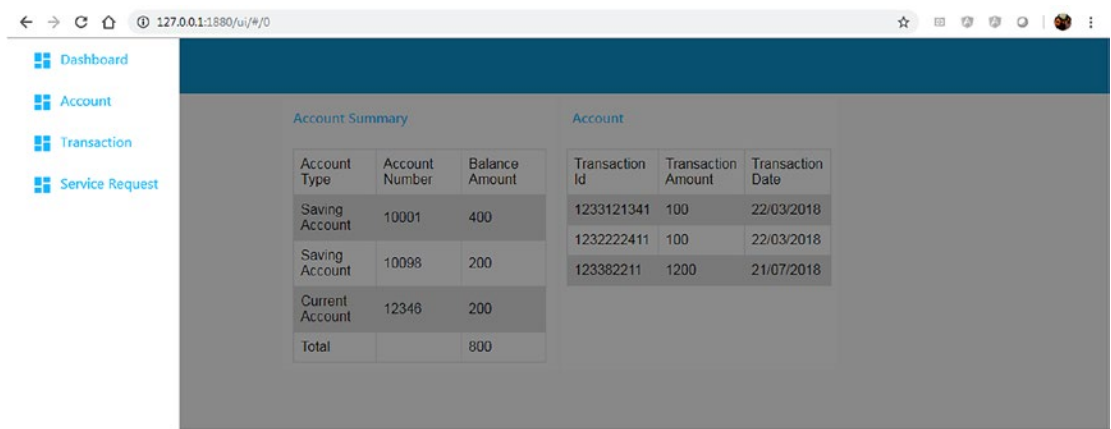 127.0.0.1:1880/ui/#/0
Dashboard
Account
Transaction
Service Request
Account Summary
Account Type Account Number Balance Amount
Saving Account 10001 400
Saving Account 10098 200
Current Account 12346 200
Total 800
Account
Transaction Id Transaction Amount Transaction Date
1233121341 100 22/03/2018
1232222411 100 22/03/2018
123382211 1200 21/07/2018